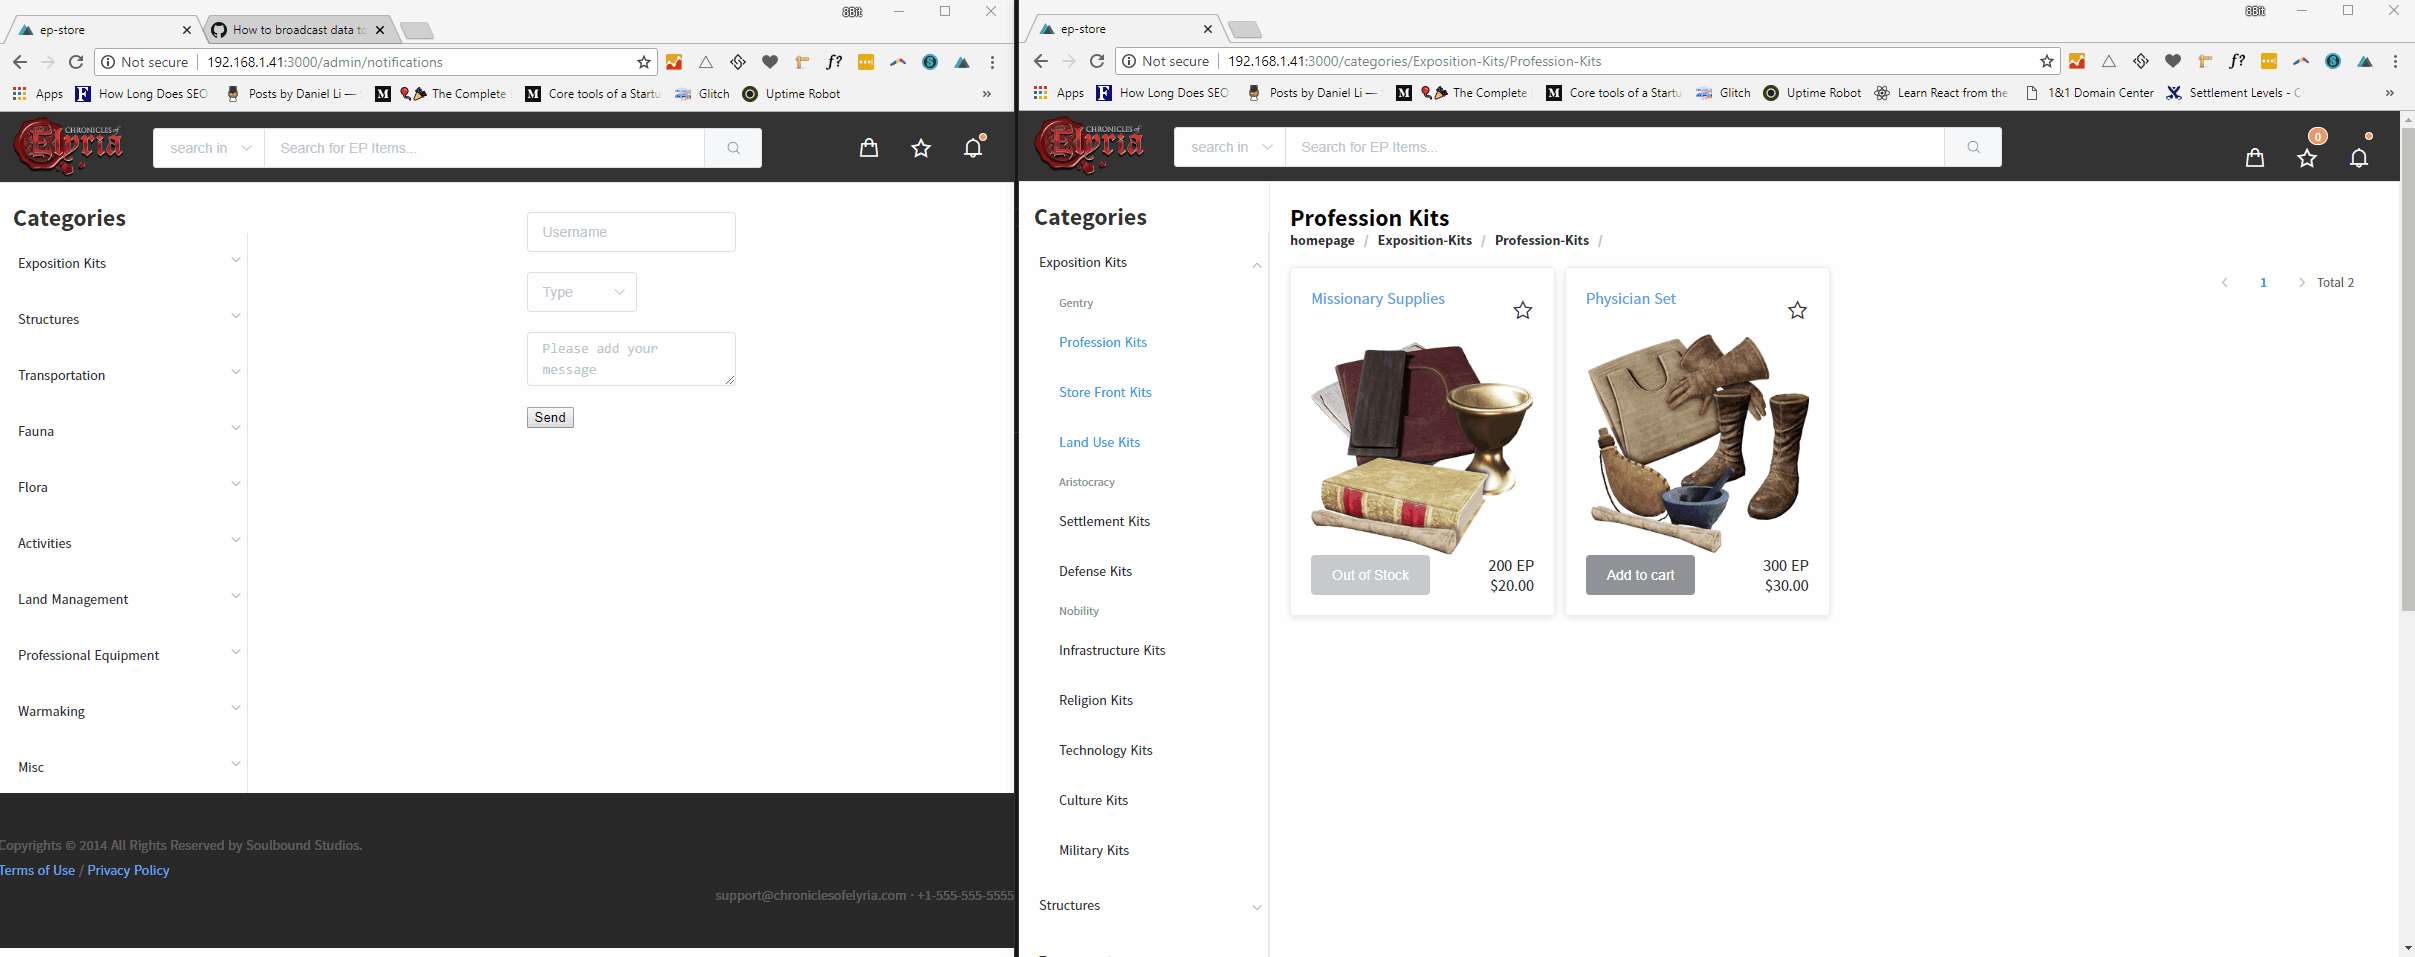 8Bit
ep-store
How to broadcast data to
Not secure
192.168.1.41:3000/admin/notifications
f?
Apps
F
How Long Does SEO
Posts by Daniel Li —
M
The Complete
M
Core tools of a Startu
Glitch
Uptime Robot
»
CHRONICLES of
Elyria
search in
Search for EP Items...
Categories
Exposition Kits
Structures
Transportation
Fauna
Flora
Activities
Land Management
Professional Equipment
Warmaking
Misc
Username
Type
Please add your
message
Send
Copyrights © 2014 All Rights Reserved by Soulbound Studios.
Terms of Use / Privacy Policy
support@chroniclesofelyria.com · +1-555-555-5555
8Bit
ep-store
Not secure
192.168.1.41:3000/categories/Exposition-Kits/Profession-Kits
f?
Apps
F
How Long Does SEO
Posts by Daniel Li —
M
The Complete
M
Core tools of a Startu
Glitch
Uptime Robot
Learn React from the
1&1 Domain Center
Settlement Levels - C
»
CHRONICLES of
Elyria
search in
Search for EP Items...
0
Categories
Exposition Kits
Gentry
Profession Kits
Store Front Kits
Land Use Kits
Aristocracy
Settlement Kits
Defense Kits
Nobility
Infrastructure Kits
Religion Kits
Technology Kits
Culture Kits
Military Kits
Structures
Profession Kits
homepage / Exposition-Kits / Profession-Kits /
1
Total 2
Missionary Supplies
Out of Stock
200 EP
$20.00
Physician Set
Add to cart
300 EP
$30.00